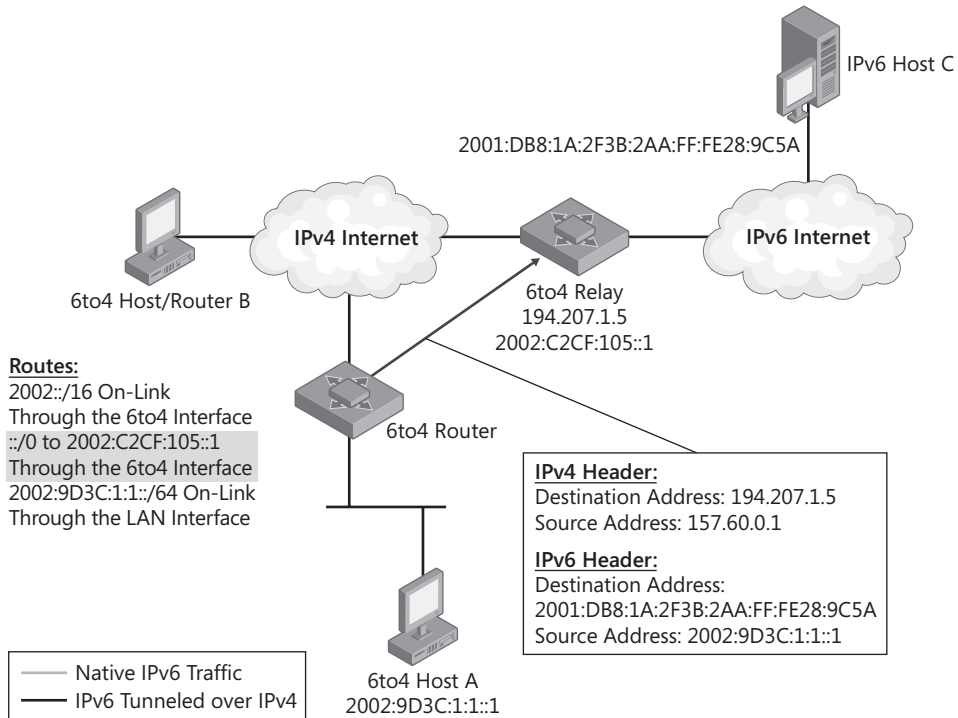 IPv6 Host C
2001:DB8:1A:2F3B:2AA:FF:FE28:9C5A
IPv4 Internet
IPv6 Internet
6to4 Host/Router B
6to4 Relay
194.207.1.5
2002:C2CF:105::1
Routes:
2002::/16 On-Link
Through the 6to4 Interface
::/0 to 2002:C2CF:105::1
Through the 6to4 Interface
2002:9D3C:1:1::/64 On-Link
Through the LAN Interface
6to4 Router
IPv4 Header:
Destination Address: 194.207.1.5
Source Address: 157.60.0.1
IPv6 Header:
Destination Address:
2001:DB8:1A:2F3B:2AA:FF:FE28:9C5A
Source Address: 2002:9D3C:1:1::1
6to4 Host A
2002:9D3C:1:1::1
Native IPv6 Traffic
IPv6 Tunneled over IPv4